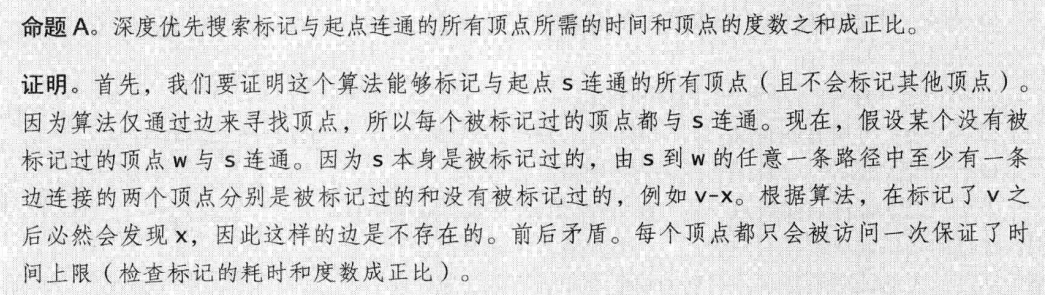 命题 A。深度优先搜索标记与起点连通的所有顶点所需的时间和顶点的度数之和成正比。
证明。首先，我们要证明这个算法能够标记与起点 s 连通的所有顶点（且不会标记其他顶点）。
因为算法仅通过边来寻找顶点，所以每个被标记过的顶点都与 s 连通。现在，假设某个没有被
标记过的顶点 w 与 s 连通。因为 s 本身是被标记过的，由 s 到 w 的任意一条路径中至少有一条
边连接的两个顶点分别是被标记过的和没有被标记过的，例如 v-x。根据算法，在标记了 v 之
后必然会发现 x，因此这样的边是不存在的。前后矛盾。每个顶点都只会被访问一次保证了时
间上限（检查标记的耗时和度数成正比）。